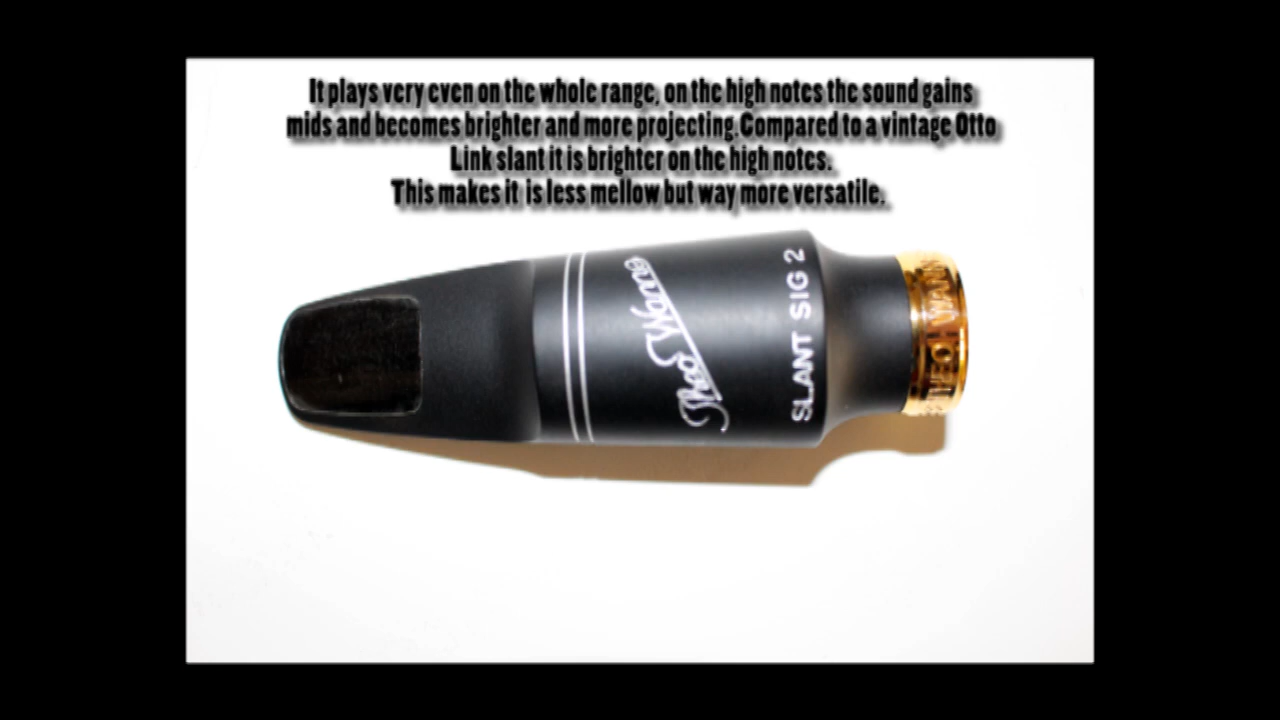 It plays very even on the whole range, on the high notes the sound gains
mids and becomes brighter and more projecting.Compared to a vintage Otto
Link slant it is brighter on the high notes.
This makes it is less mellow but way more versatile.
Theo Wanne
SLANT SIG 2
THEO WANN